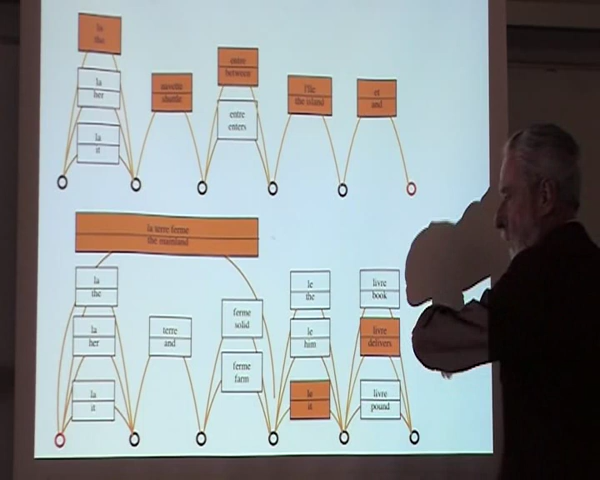 la
the
la
her
la
it
navette
shuttle
entre
between
entre
enters
l'île
the island
et
and
la terre ferme
the mainland
la
the
la
her
la
it
terre
and
ferme
solid
ferme
farm
le
the
le
him
le
it
livre
book
livre
delivers
livre
pound